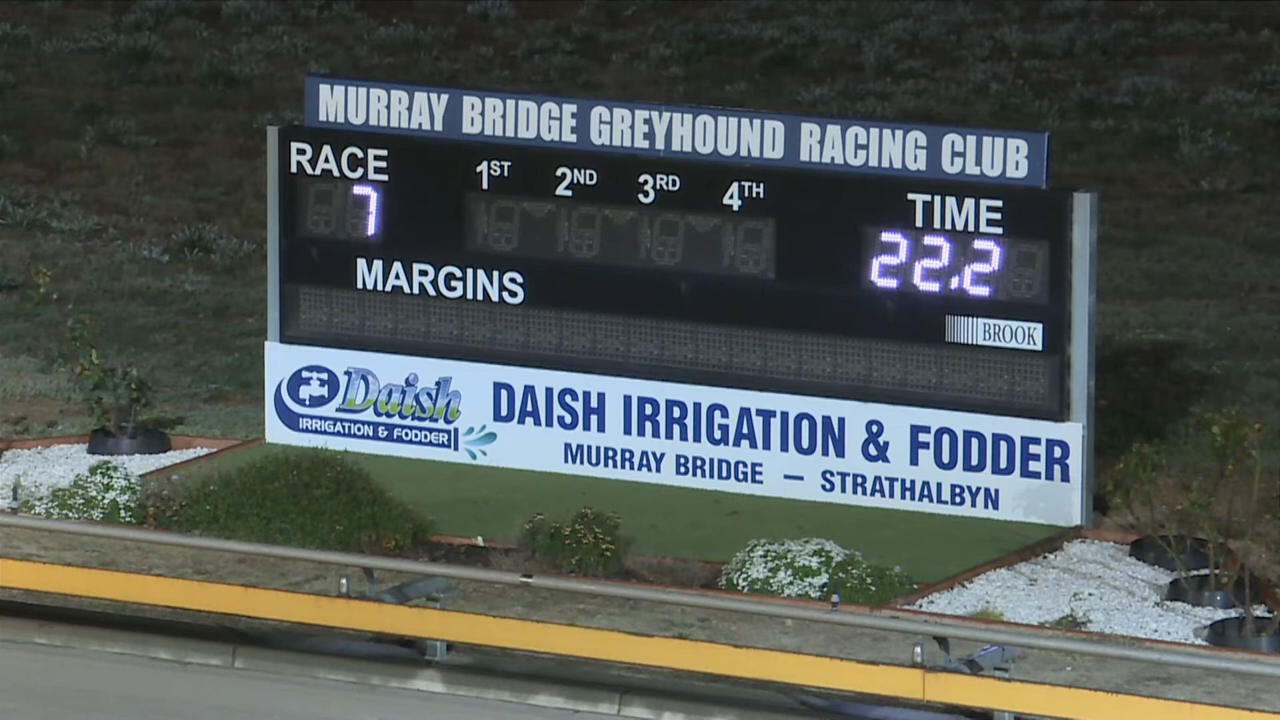 MURRAY BRIDGE GREYHOUND RACING CLUB
RACE 1ST 2ND 3RD 4TH TIME
7 22.2
MARGINS
BROOK
Daish
IRRIGATION & FODDER
DAISH IRRIGATION & FODDER
MURRAY BRIDGE – STRATHALBYN